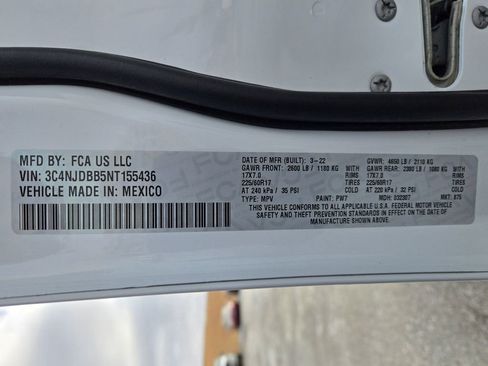 MFD BY: FCA US LLC
VIN: 3C4NJDBB5NT155436
VEHICLE MADE IN: MEXICO
DATE OF MFR (BUILT): 3-22
GVWR: 4650 LB / 2110 KG
GAWR FRONT: 2600 LB / 1180 KG WITH
GAWR REAR: 2380 LB / 1080 KG WITH
17X7.0 RIMS
17X7.0 RIMS
225/60R17
225/60R17
AT 240 kPa / 35 PSI COLD
AT 220 kPa / 32 PSI COLD
TYPE: MPV PAINT: PW7 MDH: 032307 MKT: 875
THIS VEHICLE CONFORMS TO ALL APPLICABLE U.S.A. FEDERAL MOTOR VEHICLE
SAFETY AND THEFT PREVENTION STANDARDS IN EFFECT ON THE DATE OF
MANUFACTURE SHOWN ABOVE.